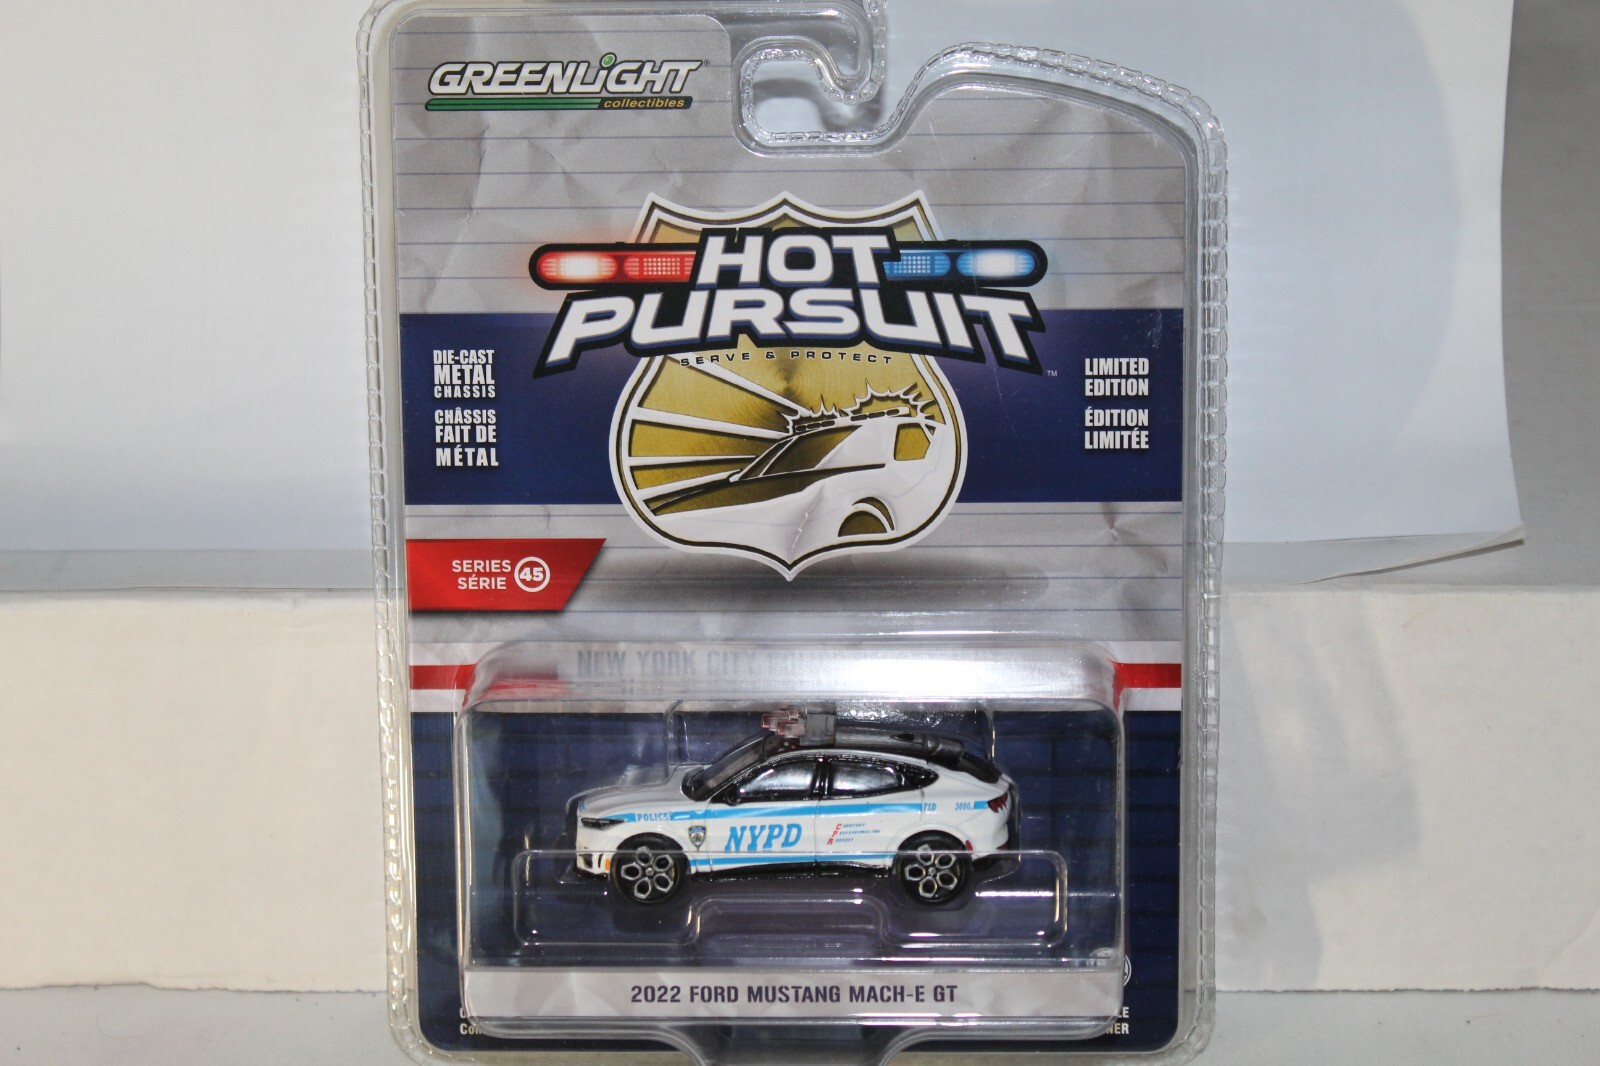 GREENLiGHT®
collectibles
HOT
PURSUIT
™
SERVE & PROTECT
DIE-CAST
METAL
CHASSIS
CHÂSSIS
FAIT DE
MÉTAL
LIMITED
EDITION
ÉDITION
LIMITÉE
SERIES
SÉRIE
45
NEW YORK CITY
POLICE
NYPD
C
P
R
2022 FORD MUSTANG MACH-E GT